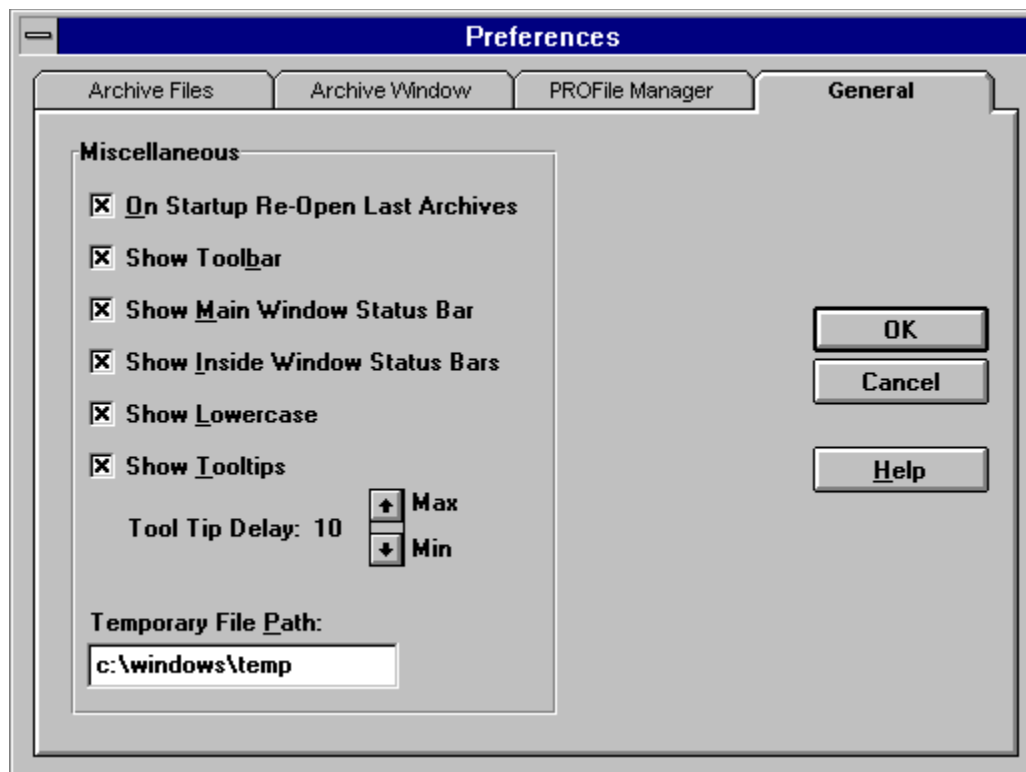 Preferences
Archive Files
Archive Window
PROFile Manager
General
Miscellaneous
On Startup Re-Open Last Archives
Show Toolbar
Show Main Window Status Bar
Show Inside Window Status Bars
Show Lowercase
Show Tooltips
Tool Tip Delay: 10
Max
Min
Temporary File Path:
c:\windows\temp
OK
Cancel
Help